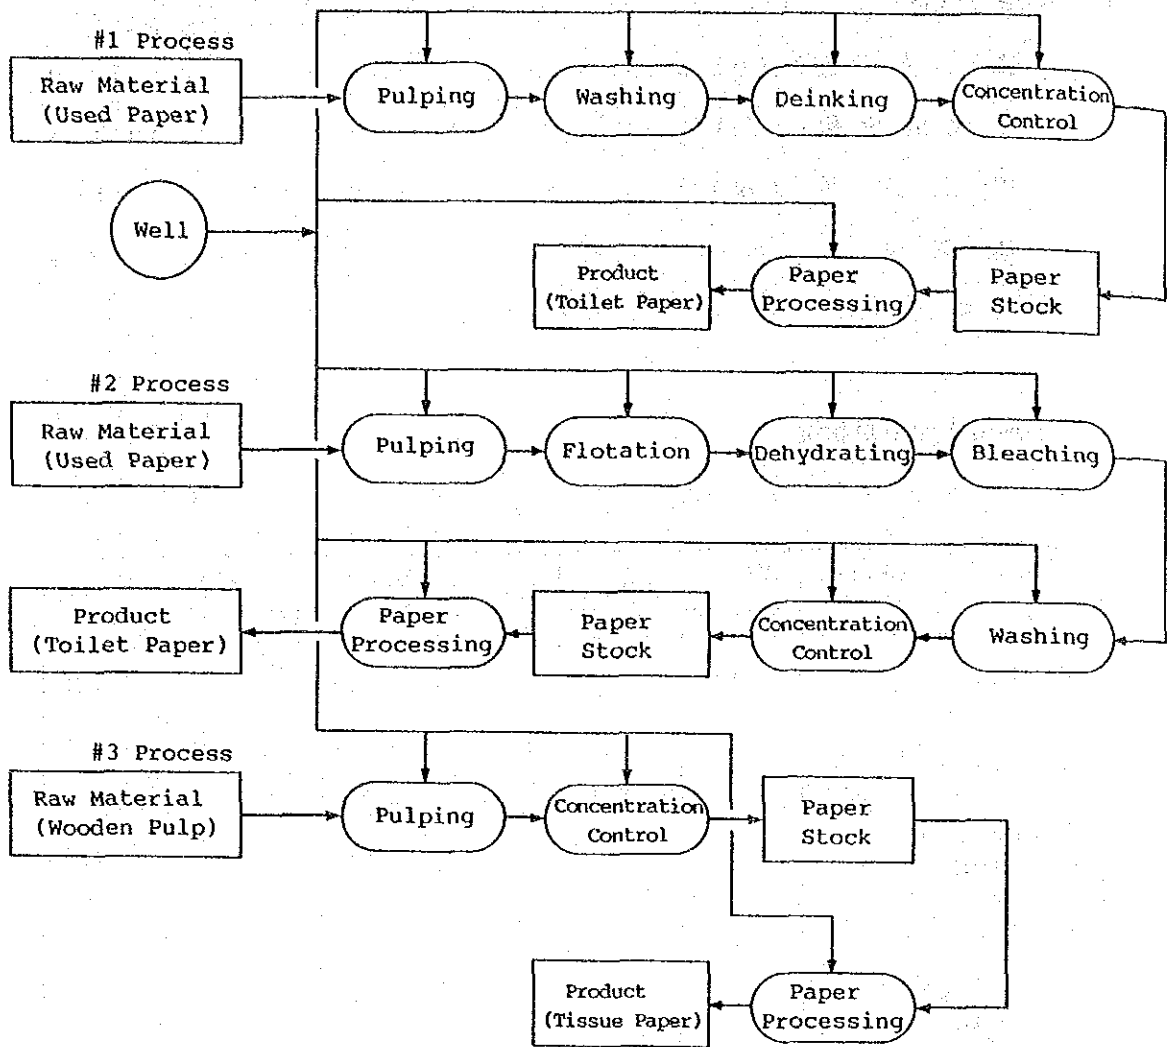 #1 Process
Raw Material
(Used Paper)
Pulping
Washing
Deinking
Concentration
Control
Well
Product
(Toilet Paper)
Paper
Processing
Paper
Stock
#2 Process
Raw Material
(Used Paper)
Pulping
Flotation
Dehydrating
Bleaching
Product
(Toilet Paper)
Paper
Processing
Paper
Stock
Concentration
Control
Washing
#3 Process
Raw Material
(Wooden Pulp)
Pulping
Concentration
Control
Paper
Stock
Product
(Tissue Paper)
Paper
Processing